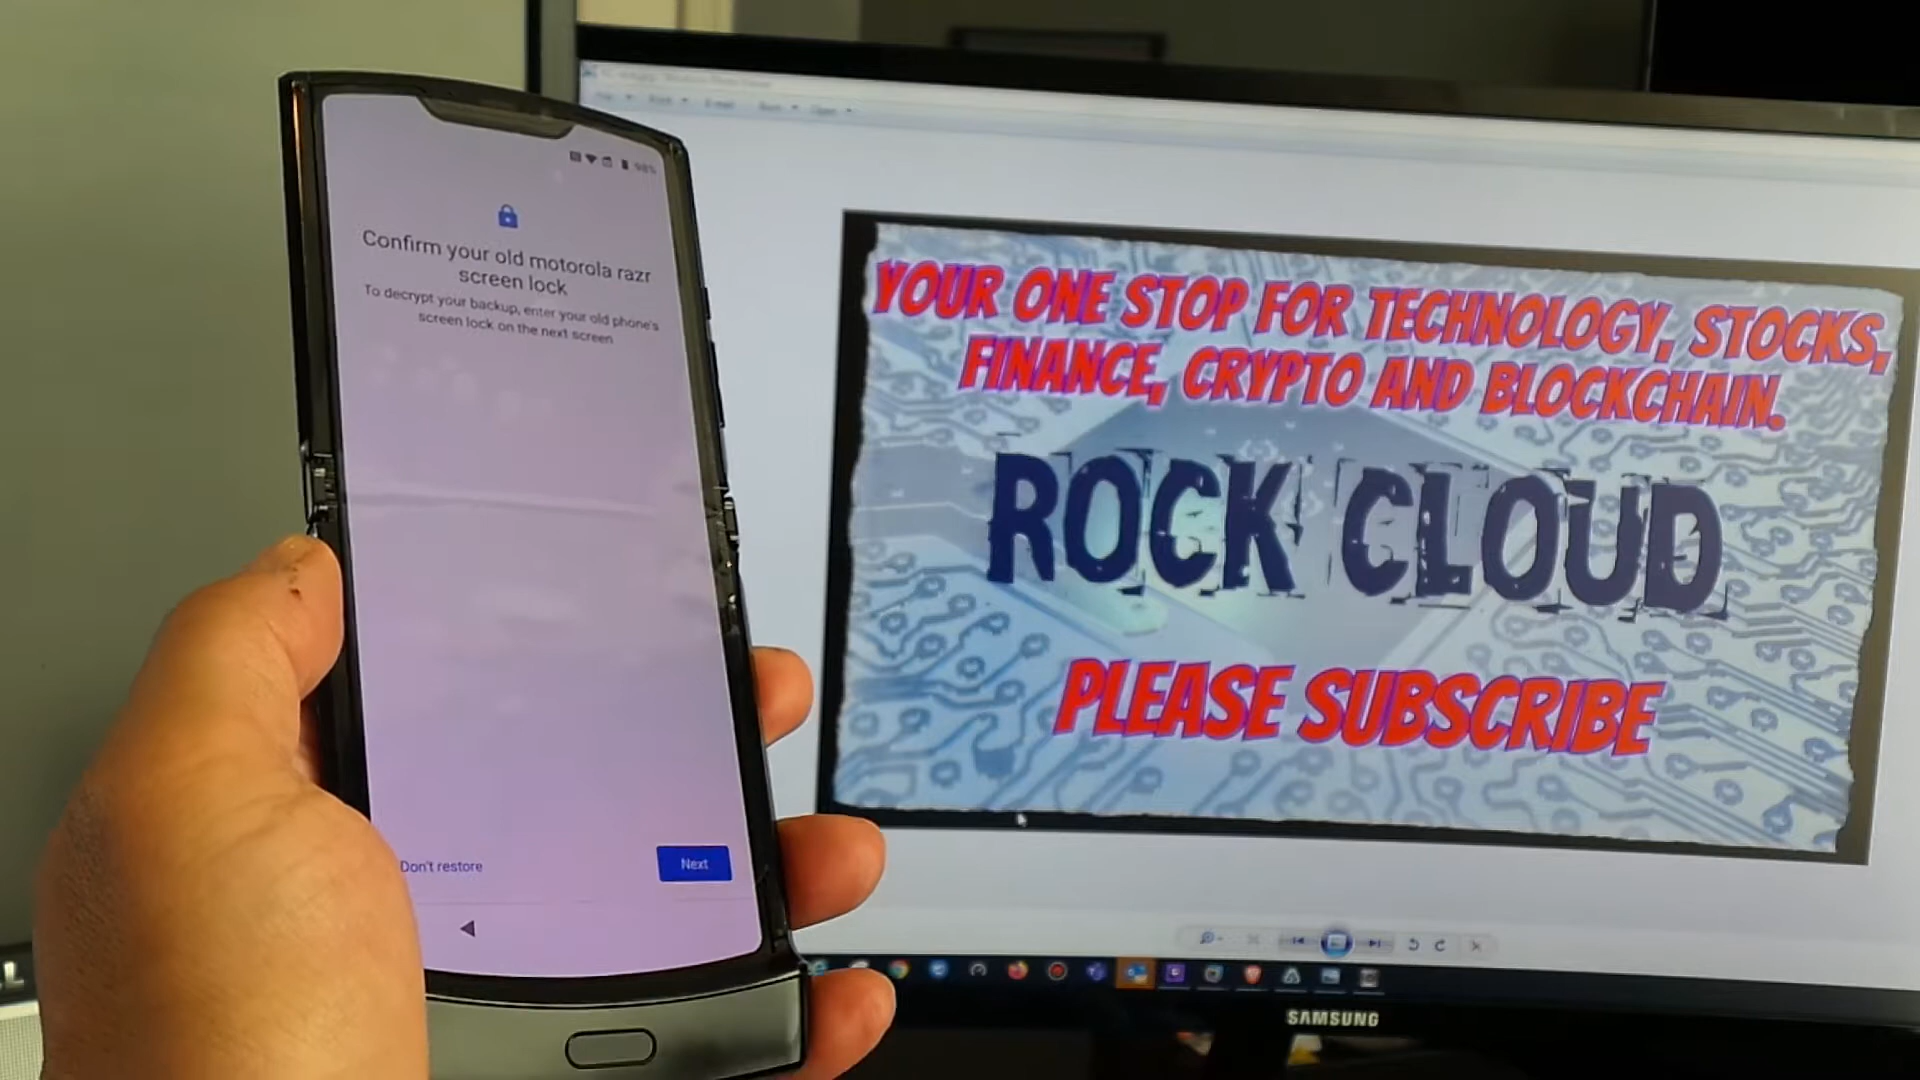 98%
Confirm your old motorola razr
screen lock
To decrypt your backup, enter your old phone's
screen lock on the next screen
Don't restore
Next
YOUR ONE STOP FOR TECHNOLOGY, STOCKS,
FINANCE, CRYPTO AND BLOCKCHAIN.
ROCK CLOUD
PLEASE SUBSCRIBE
SAMSUNG